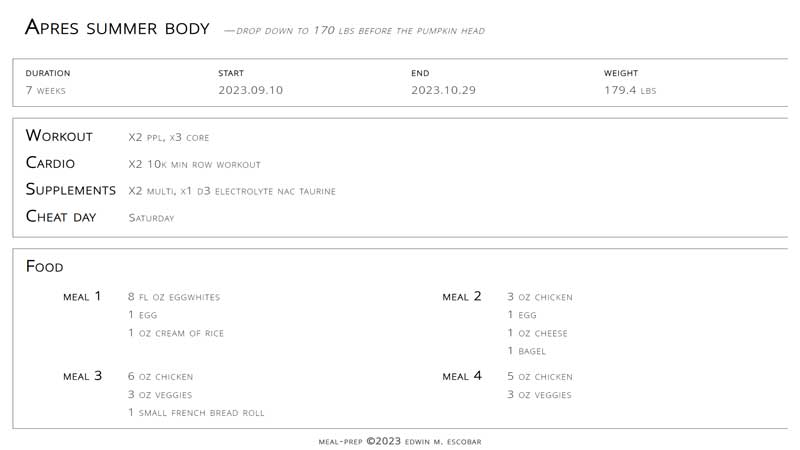 Apres summer body —drop down to 170 lbs before the pumpkin head
duration start end weight
7 weeks 2023.09.10 2023.10.29 179.4 lbs
Workout x2 ppl, x3 core
Cardio x2 10k min row workout
Supplements x2 multi, x1 d3 electrolyte nac taurine
Cheat day Saturday
Food
meal 1 8 fl oz eggwhites
1 egg
1 oz cream of rice
meal 2 3 oz chicken
1 egg
1 oz cheese
1 bagel
meal 3 6 oz chicken
3 oz veggies
1 small french bread roll
meal 4 5 oz chicken
3 oz veggies
meal-prep ©2023 edwin m. escobar